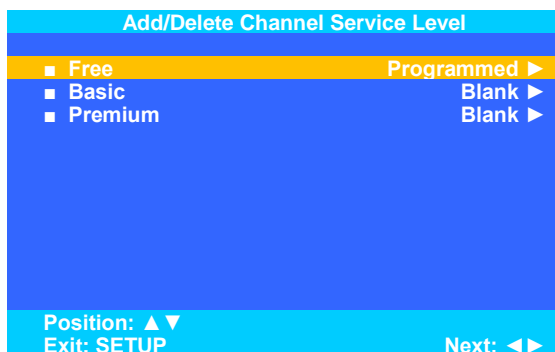 Add/Delete Channel Service Level
■ Free Programmed ►
■ Basic Blank ►
■ Premium Blank ►
Position: ▲▼
Exit: SETUP Next: ◄►